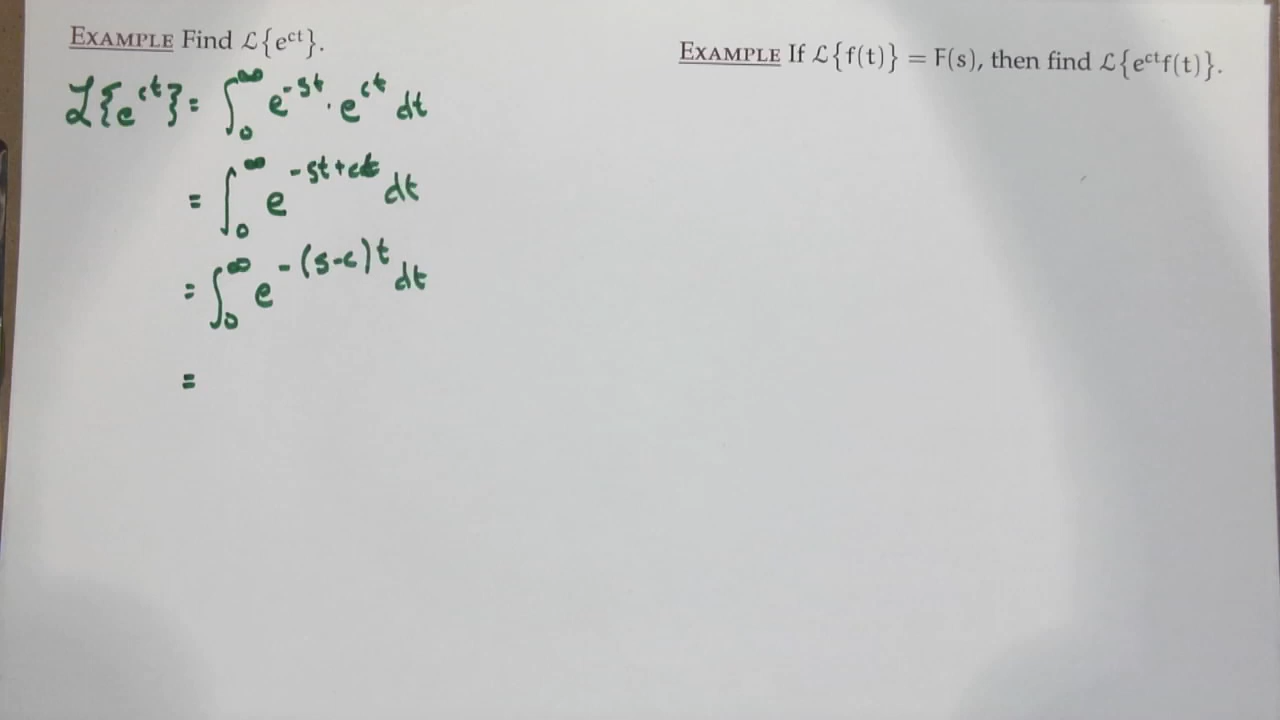 EXAMPLE Find ℒ{e^{ct}}.
ℒ{e^{ct}} = ∫_0^∞ e^{-st} · e^{ct} dt
= ∫_0^∞ e^{-st+ct} dt
= ∫_0^∞ e^{-(s-c)t} dt
=
EXAMPLE If ℒ{f(t)} = F(s), then find ℒ{e^{ct}f(t)}.